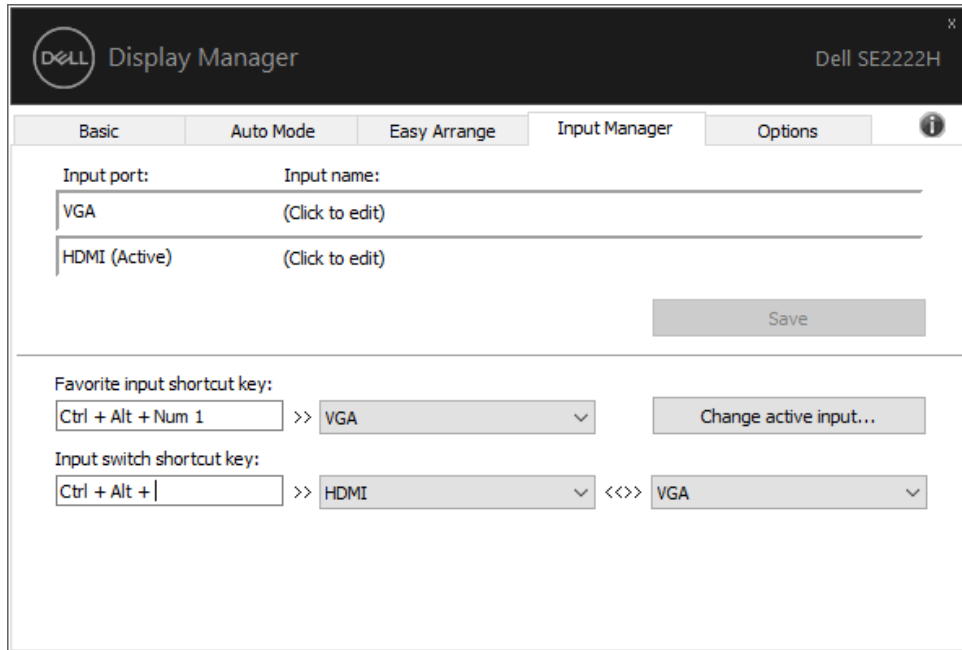 x
DELL Display Manager Dell SE2222H
Basic Auto Mode Easy Arrange Input Manager Options i
Input port: Input name:
VGA (Click to edit)
HDMI (Active) (Click to edit)
Save
Favorite input shortcut key:
Ctrl + Alt + Num 1 >> VGA Change active input...
Input switch shortcut key:
Ctrl + Alt + >> HDMI <<>> VGA